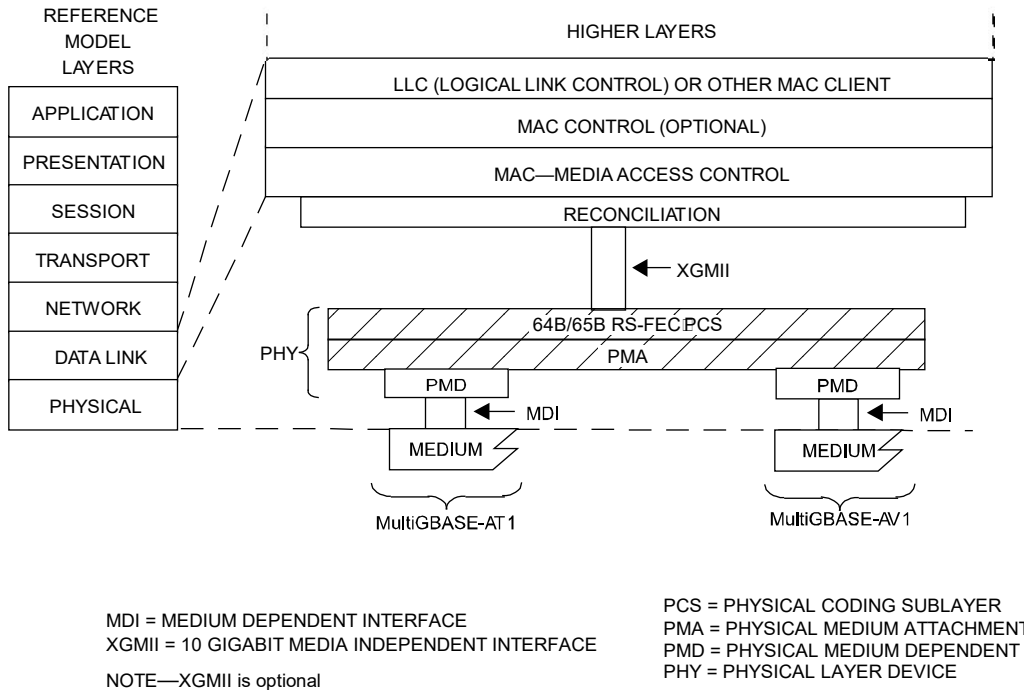 REFERENCE
MODEL
LAYERS
APPLICATION
PRESENTATION
SESSION
TRANSPORT
NETWORK
DATA LINK
PHYSICAL
HIGHER LAYERS
LLC (LOGICAL LINK CONTROL) OR OTHER MAC CLIENT
MAC CONTROL (OPTIONAL)
MAC—MEDIA ACCESS CONTROL
RECONCILIATION
XGMII
64B/65B RS-FEC PCS
PHY
PMA
PMD
PMD
MDI
MDI
MEDIUM
MEDIUM
MultiGBASE-AT1
MultiGBASE-AV1
MDI = MEDIUM DEPENDENT INTERFACE
XGMII = 10 GIGABIT MEDIA INDEPENDENT INTERFACE
NOTE—XGMII is optional
PCS = PHYSICAL CODING SUBLAYER
PMA = PHYSICAL MEDIUM ATTACHMENT
PMD = PHYSICAL MEDIUM DEPENDENT
PHY = PHYSICAL LAYER DEVICE